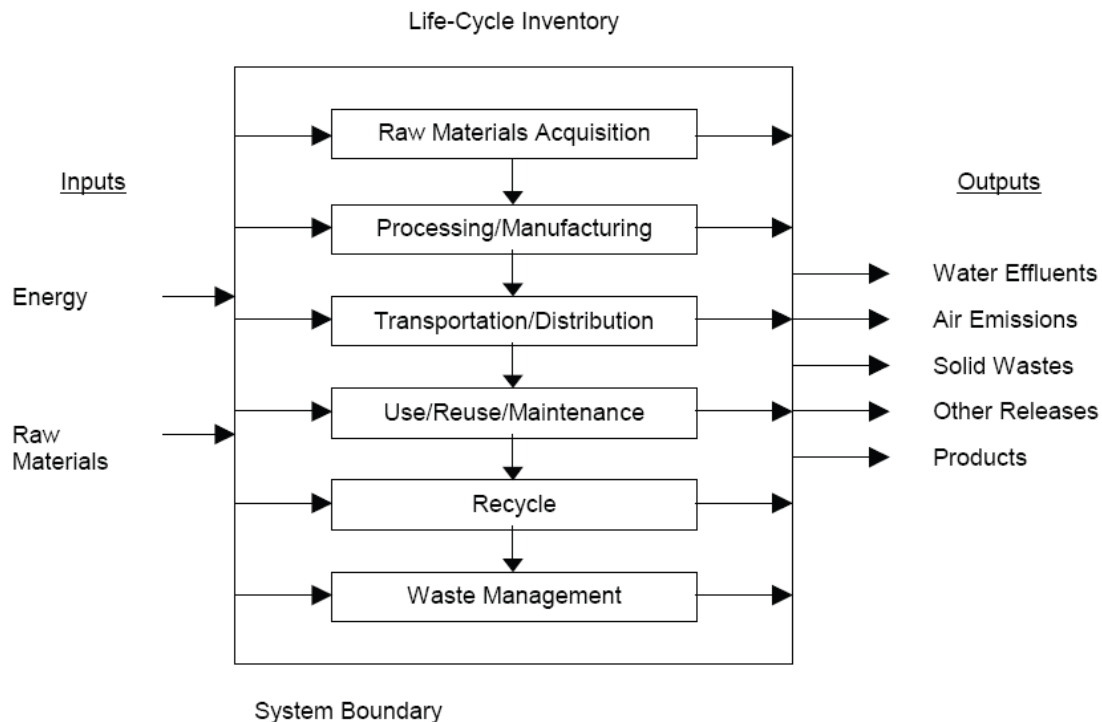 Life-Cycle Inventory
Inputs
Energy
Raw
Materials
Raw Materials Acquisition
Processing/Manufacturing
Transportation/Distribution
Use/Reuse/Maintenance
Recycle
Waste Management
Outputs
Water Effluents
Air Emissions
Solid Wastes
Other Releases
Products
System Boundary